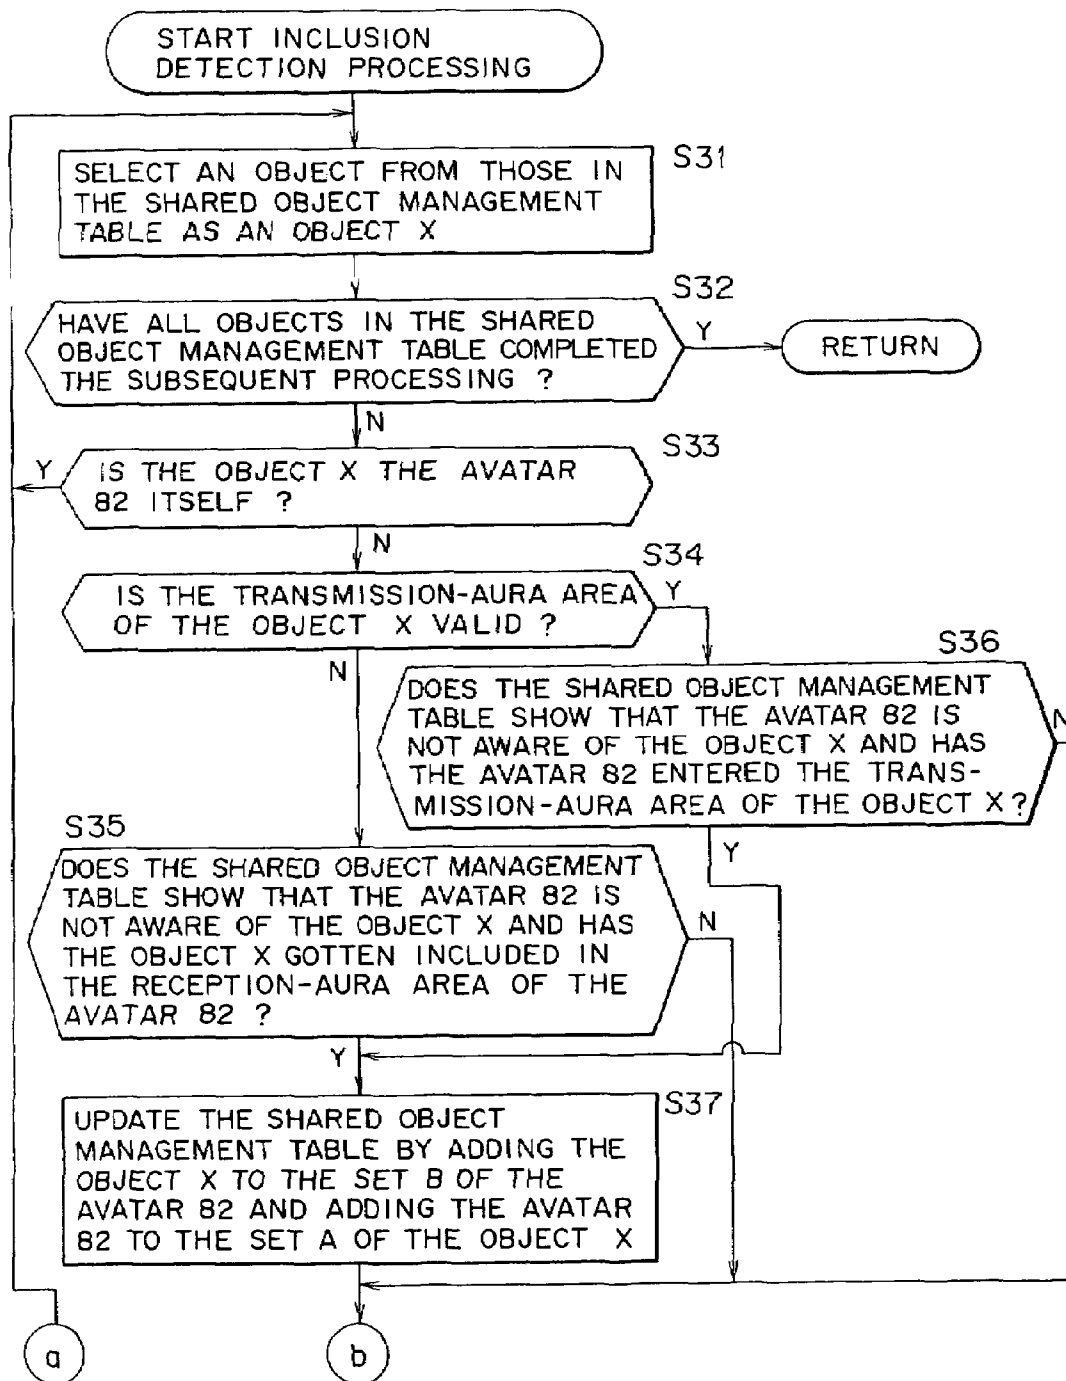 START INCLUSION
DETECTION PROCESSING
S31
SELECT AN OBJECT FROM THOSE IN
THE SHARED OBJECT MANAGEMENT
TABLE AS AN OBJECT X
S32
HAVE ALL OBJECTS IN THE SHARED
OBJECT MANAGEMENT TABLE COMPLETED
THE SUBSEQUENT PROCESSING ?
Y
RETURN
N
S33
Y
IS THE OBJECT X THE AVATAR
82 ITSELF ?
N
S34
IS THE TRANSMISSION-AURA AREA
OF THE OBJECT X VALID ?
Y
N
S36
DOES THE SHARED OBJECT MANAGEMENT
TABLE SHOW THAT THE AVATAR 82 IS
NOT AWARE OF THE OBJECT X AND HAS
THE AVATAR 82 ENTERED THE TRANS-
MISSION-AURA AREA OF THE OBJECT X ?
N
Y
S35
DOES THE SHARED OBJECT MANAGEMENT
TABLE SHOW THAT THE AVATAR 82 IS
NOT AWARE OF THE OBJECT X AND HAS
THE OBJECT X GOTTEN INCLUDED IN
THE RECEPTION-AURA AREA OF THE
AVATAR 82 ?
N
Y
S37
UPDATE THE SHARED OBJECT
MANAGEMENT TABLE BY ADDING THE
OBJECT X TO THE SET B OF THE
AVATAR 82 AND ADDING THE AVATAR
82 TO THE SET A OF THE OBJECT X
a
b